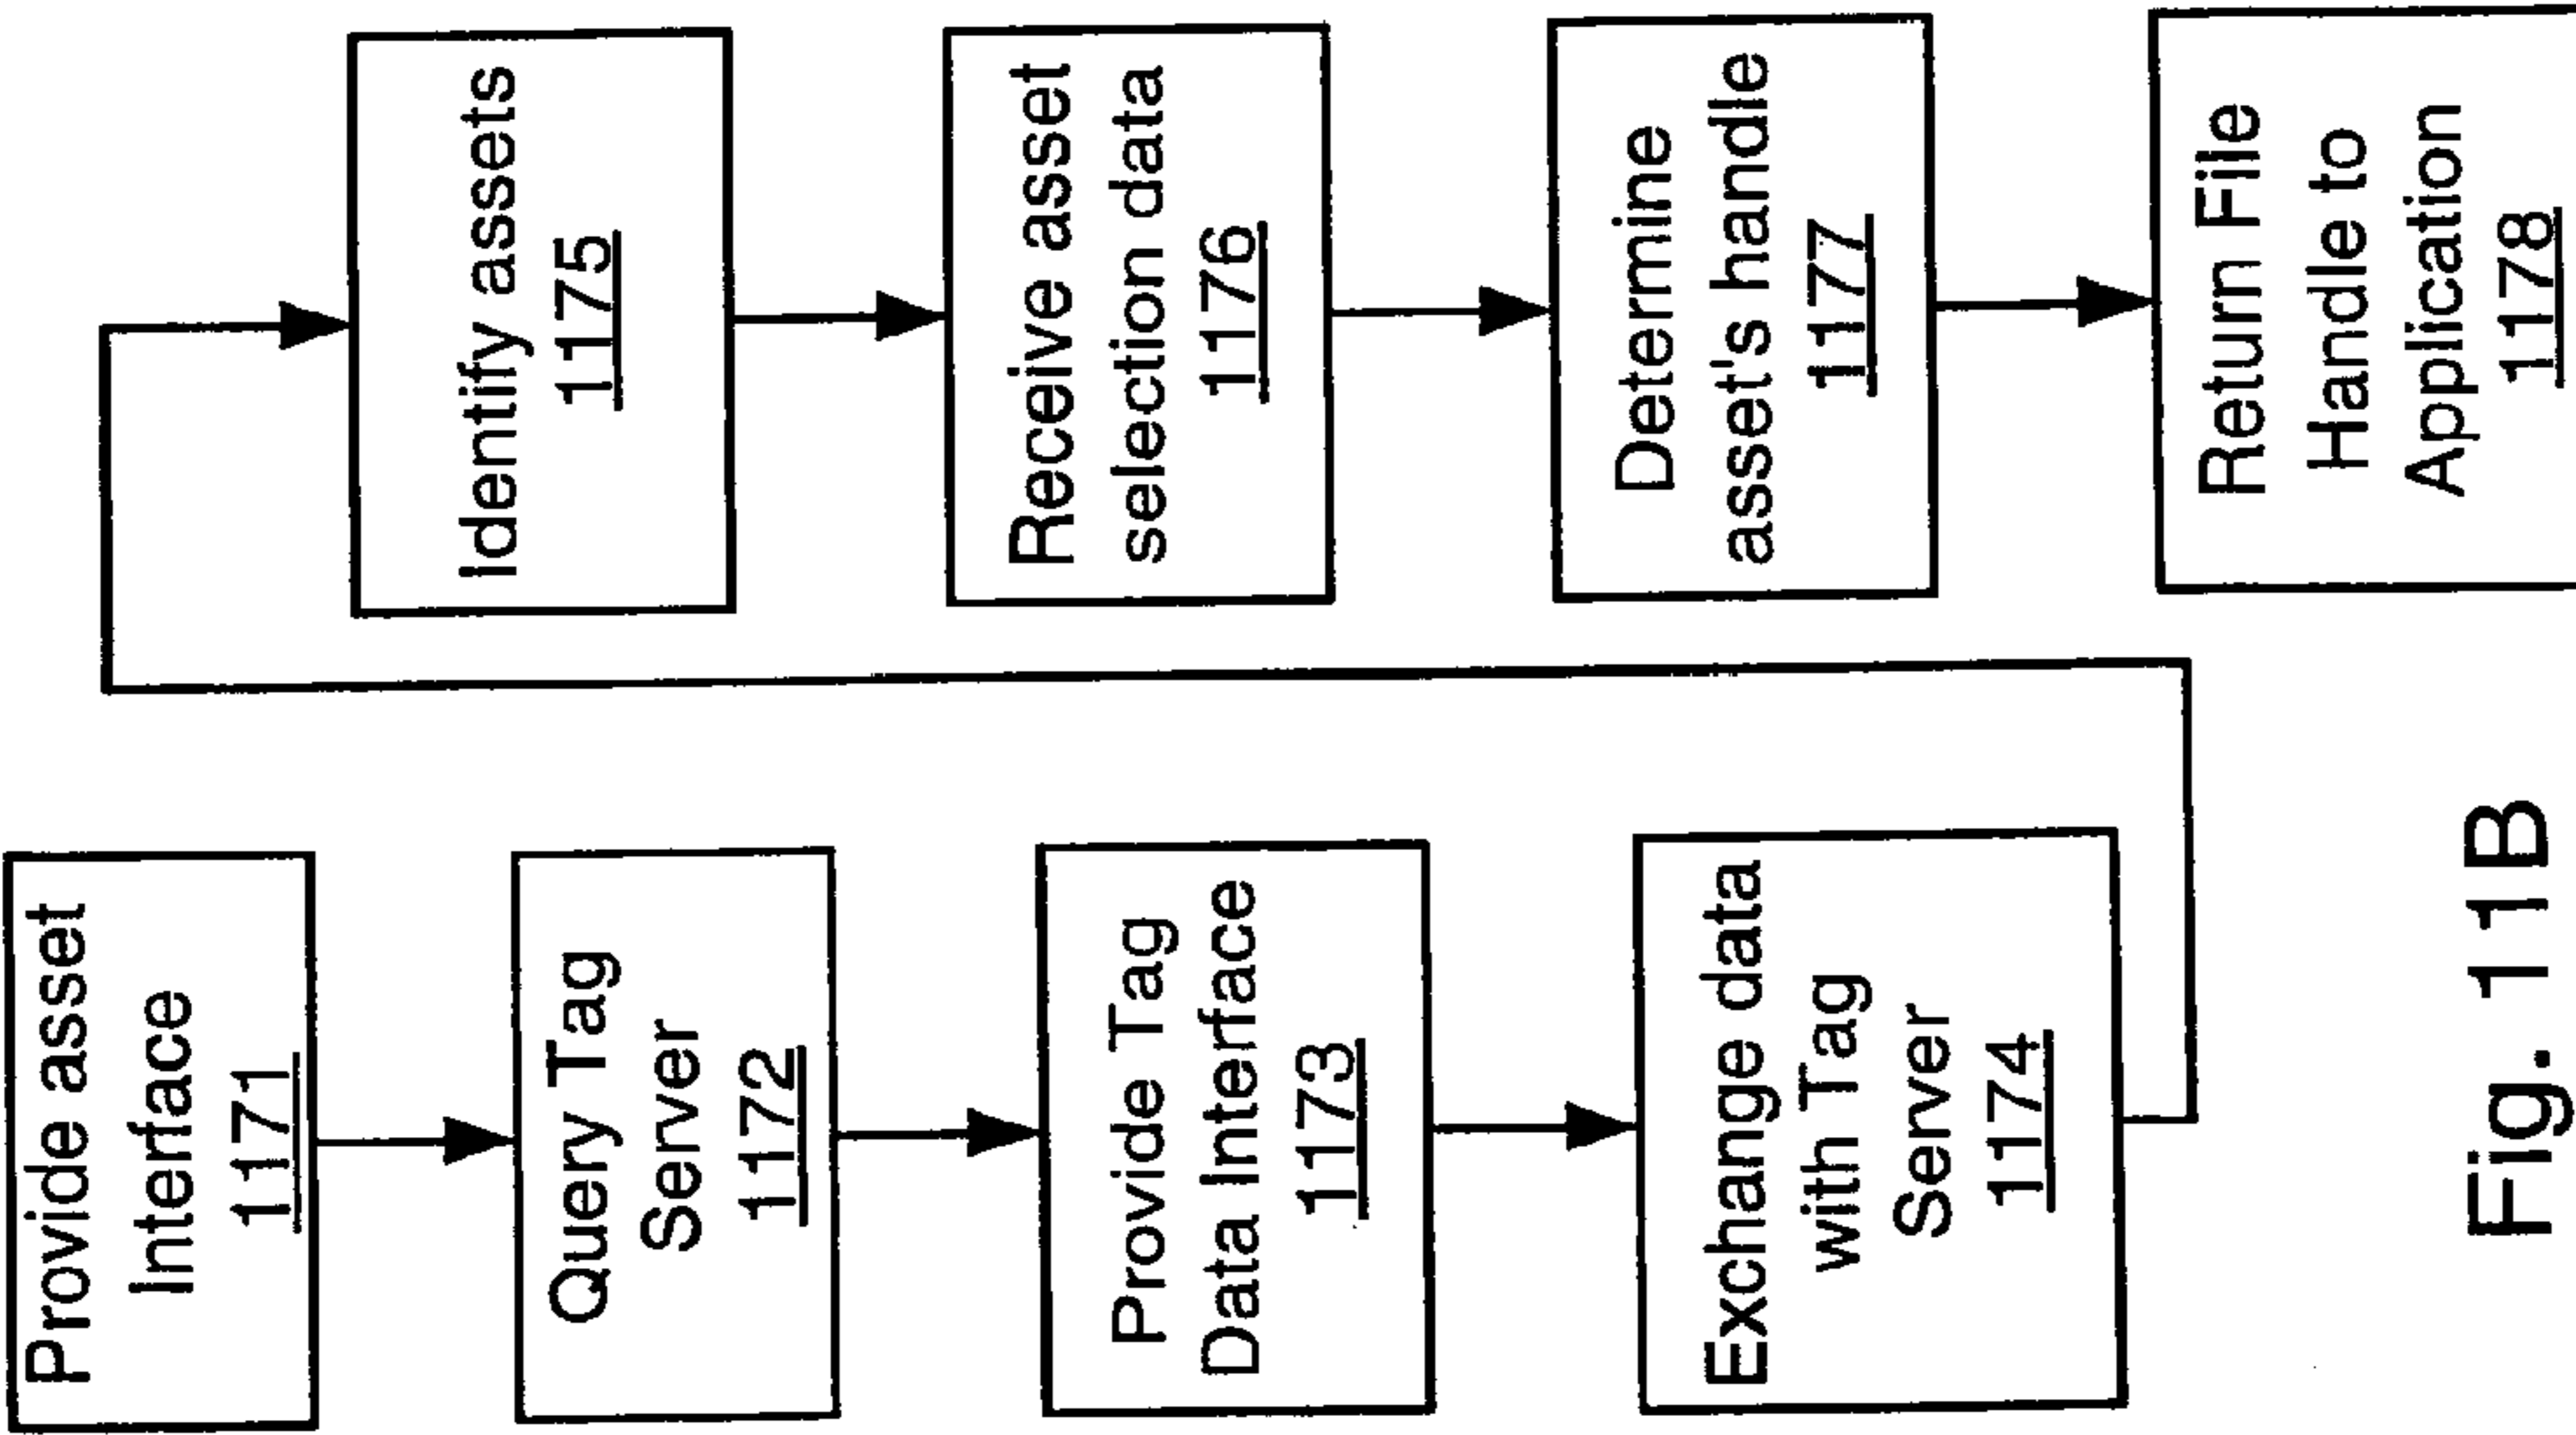 Provide asset
Interface
1171
Query Tag
Server
1172
Provide Tag
Data Interface
1173
Exchange data
with Tag
Server
1174
Identify assets
1175
Receive asset
selection data
1176
Determine
asset's handle
1177
Return File
Handle to
Application
1178
Fig. 11B